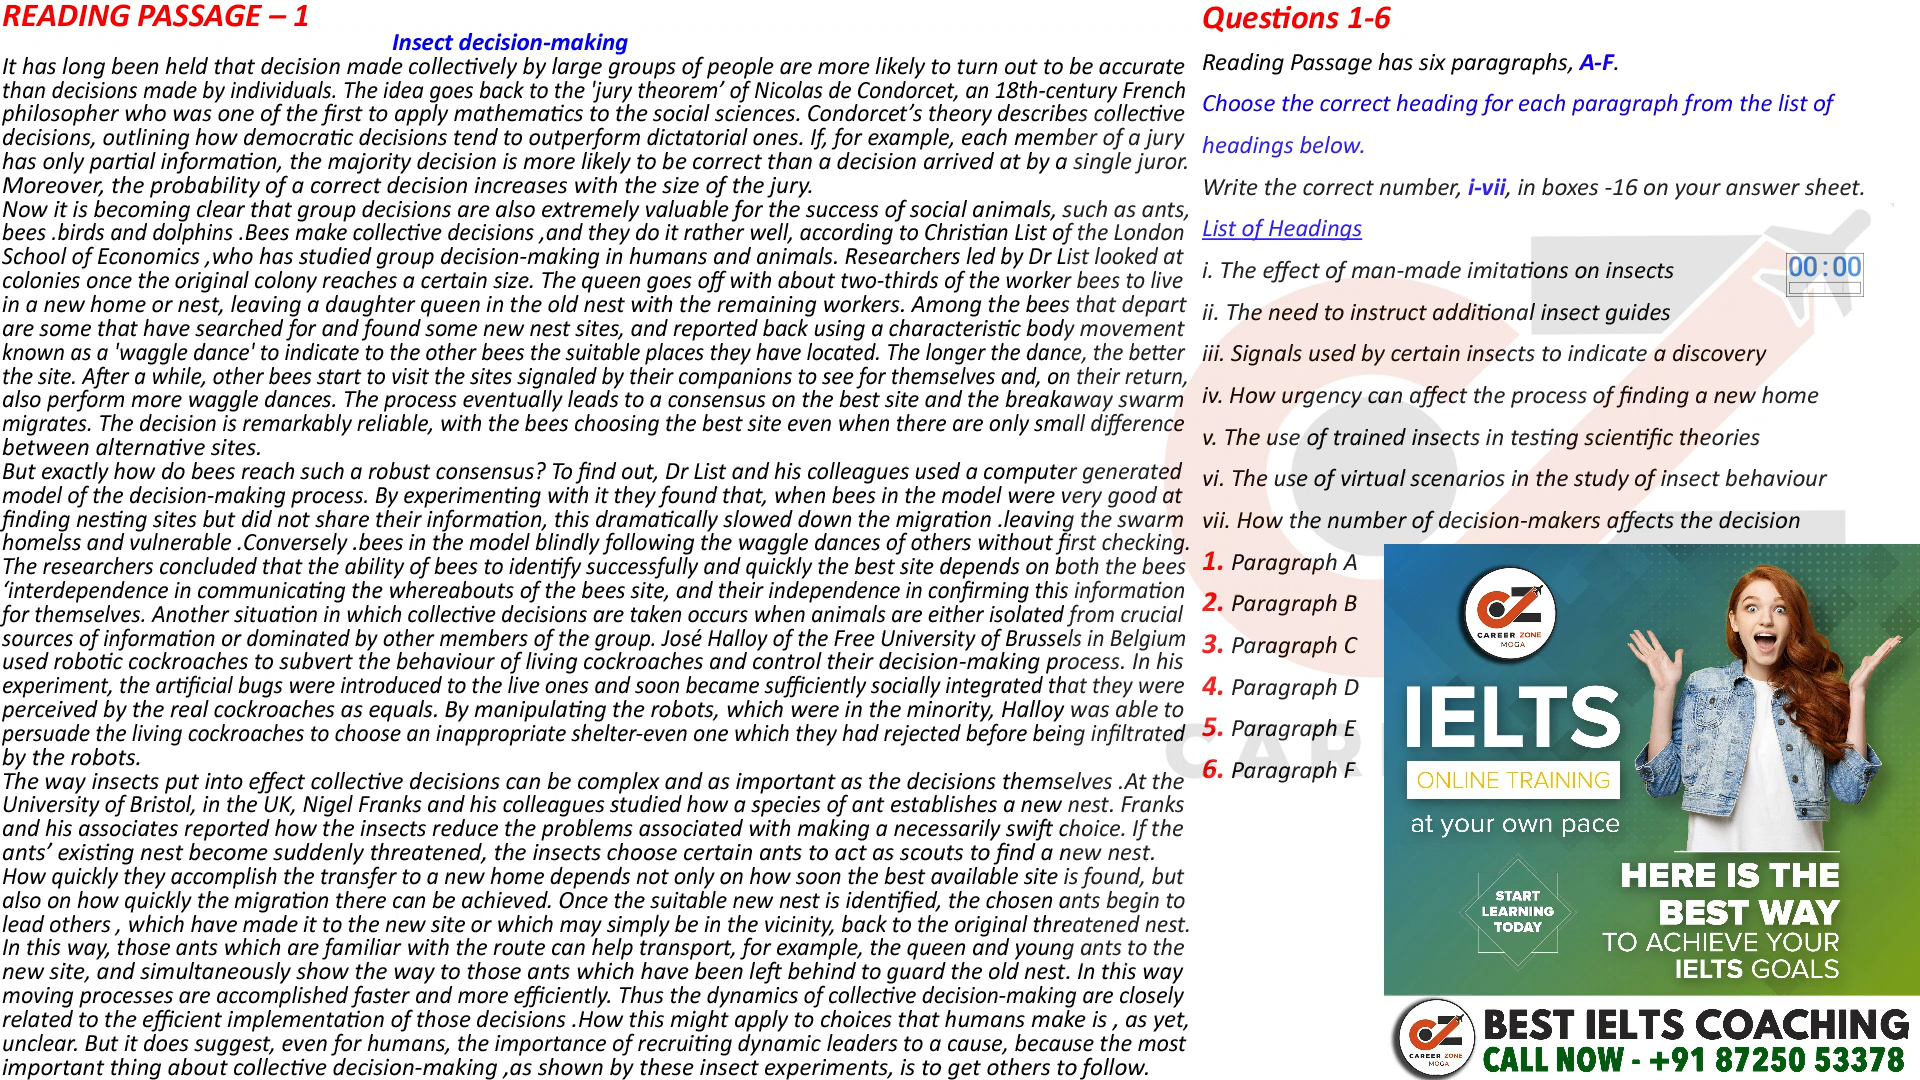 READING PASSAGE – 1
Insect decision-making
It has long been held that decision made collectively by large groups of people are more likely to turn out to be accurate
than decisions made by individuals. The idea goes back to the 'jury theorem’ of Nicolas de Condorcet, an 18th-century French
philosopher who was one of the first to apply mathematics to the social sciences. Condorcet’s theory describes collective
decisions, outlining how democratic decisions tend to outperform dictatorial ones. If, for example, each member of a jury
has only partial information, the majority decision is more likely to be correct than a decision arrived at by a single juror.
Moreover, the probability of a correct decision increases with the size of the jury.
Now it is becoming clear that group decisions are also extremely valuable for the success of social animals, such as ants,
bees .birds and dolphins .Bees make collective decisions ,and they do it rather well, according to Christian List of the London
School of Economics ,who has studied group decision-making in humans and animals. Researchers led by Dr List looked at
colonies once the original colony reaches a certain size. The queen goes off with about two-thirds of the worker bees to live
in a new home or nest, leaving a daughter queen in the old nest with the remaining workers. Among the bees that depart
are some that have searched for and found some new nest sites, and reported back using a characteristic body movement
known as a 'waggle dance' to indicate to the other bees the suitable places they have located. The longer the dance, the better
the site. After a while, other bees start to visit the sites signaled by their companions to see for themselves and, on their return,
also perform more waggle dances. The process eventually leads to a consensus on the best site and the breakaway swarm
migrates. The decision is remarkably reliable, with the bees choosing the best site even when there are only small difference
between alternative sites.
But exactly how do bees reach such a robust consensus? To find out, Dr List and his colleagues used a computer generated
model of the decision-making process. By experimenting with it they found that, when bees in the model were very good at
finding nesting sites but did not share their information, this dramatically slowed down the migration .leaving the swarm
homelss and vulnerable .Conversely .bees in the model blindly following the waggle dances of others without first checking.
The researchers concluded that the ability of bees to identify successfully and quickly the best site depends on both the bees
‘interdependence in communicating the whereabouts of the bees site, and their independence in confirming this information
for themselves. Another situation in which collective decisions are taken occurs when animals are either isolated from crucial
sources of information or dominated by other members of the group. José Halloy of the Free University of Brussels in Belgium
used robotic cockroaches to subvert the behaviour of living cockroaches and control their decision-making process. In his
experiment, the artificial bugs were introduced to the live ones and soon became sufficiently socially integrated that they were
perceived by the real cockroaches as equals. By manipulating the robots, which were in the minority, Halloy was able to
persuade the living cockroaches to choose an inappropriate shelter-even one which they had rejected before being infiltrated
by the robots.
The way insects put into effect collective decisions can be complex and as important as the decisions themselves .At the
University of Bristol, in the UK, Nigel Franks and his colleagues studied how a species of ant establishes a new nest. Franks
and his associates reported how the insects reduce the problems associated with making a necessarily swift choice. If the
ants’ existing nest become suddenly threatened, the insects choose certain ants to act as scouts to find a new nest.
How quickly they accomplish the transfer to a new home depends not only on how soon the best available site is found, but
also on how quickly the migration there can be achieved. Once the suitable new nest is identified, the chosen ants begin to
lead others , which have made it to the new site or which may simply be in the vicinity, back to the original threatened nest.
In this way, those ants which are familiar with the route can help transport, for example, the queen and young ants to the
new site, and simultaneously show the way to those ants which have been left behind to guard the old nest. In this way
moving processes are accomplished faster and more efficiently. Thus the dynamics of collective decision-making are closely
related to the efficient implementation of those decisions .How this might apply to choices that humans make is , as yet,
unclear. But it does suggest, even for humans, the importance of recruiting dynamic leaders to a cause, because the most
important thing about collective decision-making ,as shown by these insect experiments, is to get others to follow.
Questions 1-6
Reading Passage has six paragraphs, A-F.
Choose the correct heading for each paragraph from the list of
headings below.
Write the correct number, i-vii, in boxes -16 on your answer sheet.
List of Headings
i. The effect of man-made imitations on insects
00:00
ii. The need to instruct additional insect guides
iii. Signals used by certain insects to indicate a discovery
iv. How urgency can affect the process of finding a new home
v. The use of trained insects in testing scientific theories
vi. The use of virtual scenarios in the study of insect behaviour
vii. How the number of decision-makers affects the decision
1. Paragraph A
2. Paragraph B
3. Paragraph C
4. Paragraph D
5. Paragraph E
6. Paragraph F
CAREER ZONE
MOGA
IELTS
ONLINE TRAINING
at your own pace
START
LEARNING
TODAY
HERE IS THE
BEST WAY
TO ACHIEVE YOUR
IELTS GOALS
CAREER ZONE
MOGA
BEST IELTS COACHING
CALL NOW - +91 87250 53378